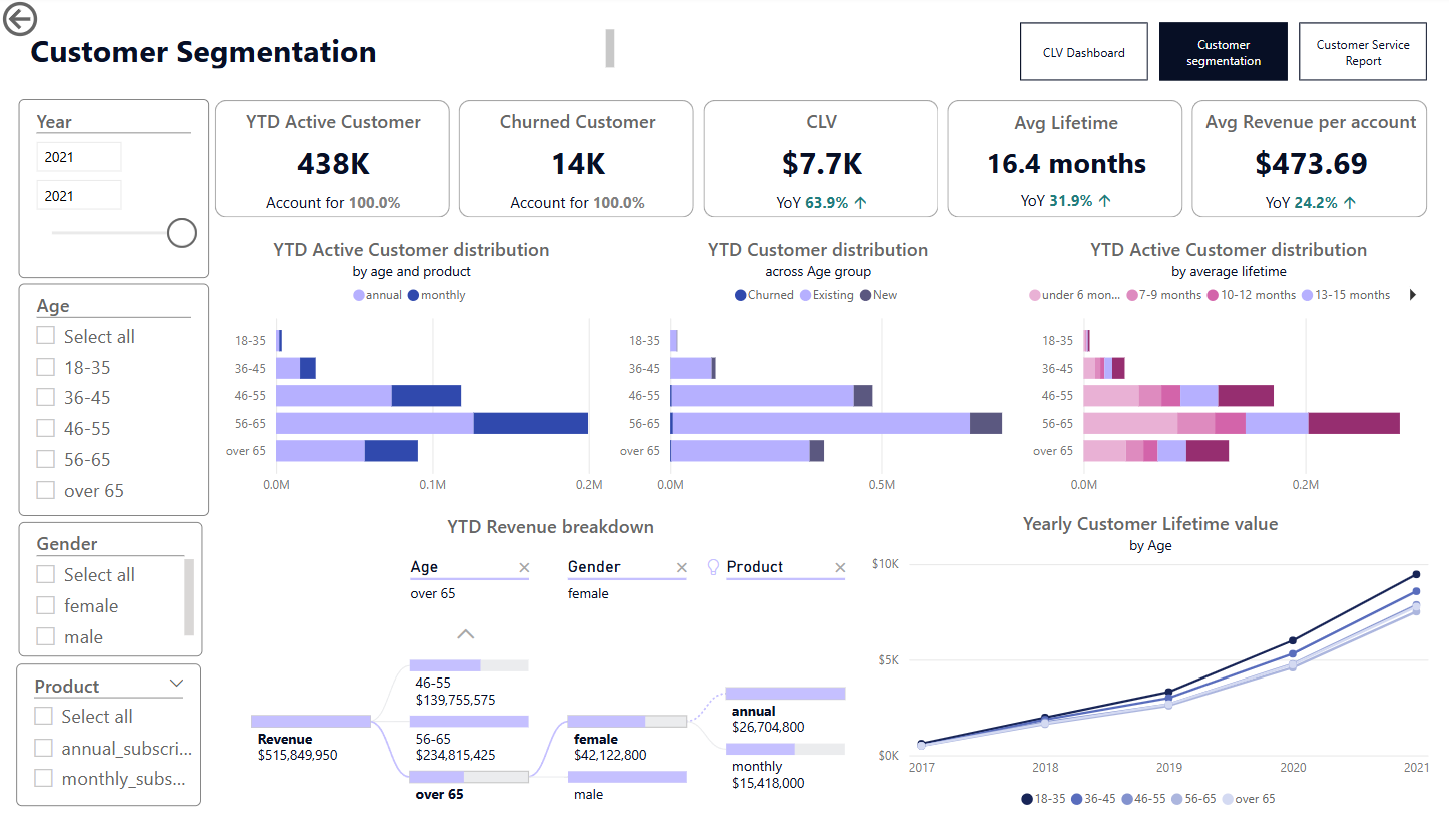 Customer Segmentation
CLV Dashboard
Customer
segmentation
Customer Service
Report
Year
2021
2021
YTD Active Customer
438K
Account for 100.0%
Churned Customer
14K
Account for 100.0%
CLV
$7.7K
YoY 63.9% ↑
Avg Lifetime
16.4 months
YoY 31.9% ↑
Avg Revenue per account
$473.69
YoY 24.2% ↑
Age
Select all
18-35
36-45
46-55
56-65
over 65
Gender
Select all
female
male
Product
Select all
annual_subscri...
monthly_subs...
YTD Active Customer distribution
by age and product
annual monthly
18-35
36-45
46-55
56-65
over 65
0.0M 0.1M 0.2M
YTD Customer distribution
across Age group
Churned Existing New
18-35
36-45
46-55
56-65
over 65
0.0M 0.5M
YTD Active Customer distribution
by average lifetime
under 6 mon... 7-9 months 10-12 months 13-15 months
18-35
36-45
46-55
56-65
over 65
0.0M 0.2M
YTD Revenue breakdown
Age × Gender × Product ×
over 65 female
Revenue
$515,849,950
46-55
$139,755,575
56-65
$234,815,425
over 65
female
$42,122,800
male
annual
$26,704,800
monthly
$15,418,000
Yearly Customer Lifetime value
by Age
$10K
$5K
$0K
2017 2018 2019 2020 2021
18-35 36-45 46-55 56-65 over 65